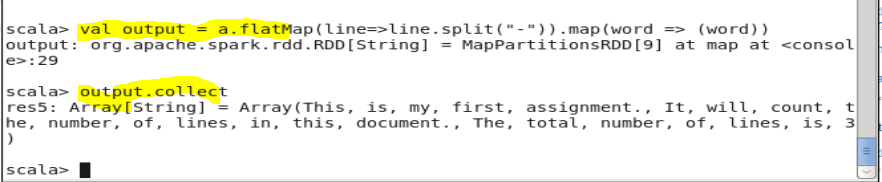 scala> val output = a.flatMap(line=>line.split("-")).map(word => (word))
output: org.apache.spark.rdd.RDD[String] = MapPartitionsRDD[9] at map at <consol
e>:29
scala> output.collect
res5: Array[String] = Array(This, is, my, first, assignment., It, will, count, t
he, number, of, lines, in, this, document., The, total, number, of, lines, is, 3
)
scala>